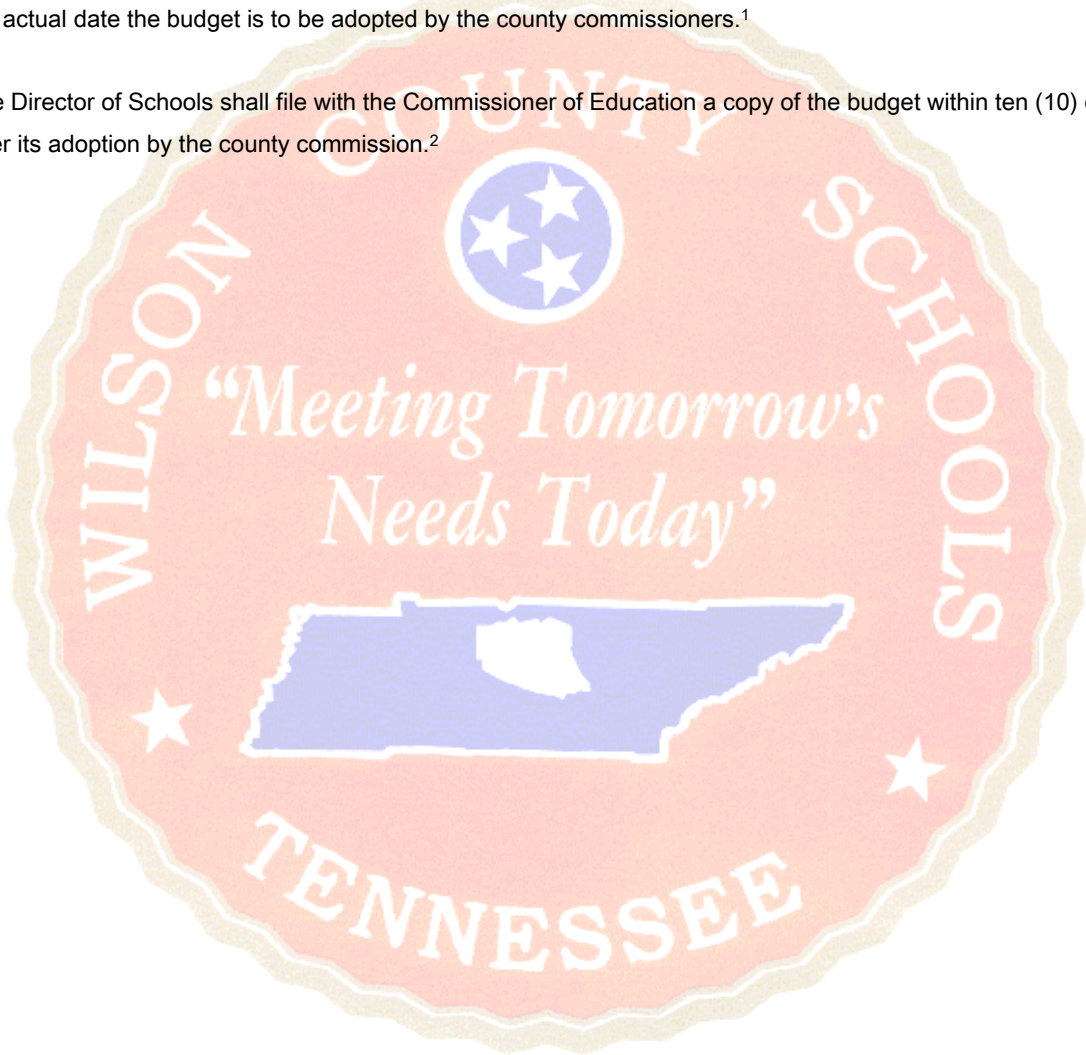 actual date the budget is to be adopted by the county commissioners.¹
e Director of Schools shall file with the Commissioner of Education a copy of the budget within ten (10)
er its adoption by the county commission.²
WILSON COUNTY SCHOOLS
“Meeting Tomorrow's
Needs Today”
TENNESSEE